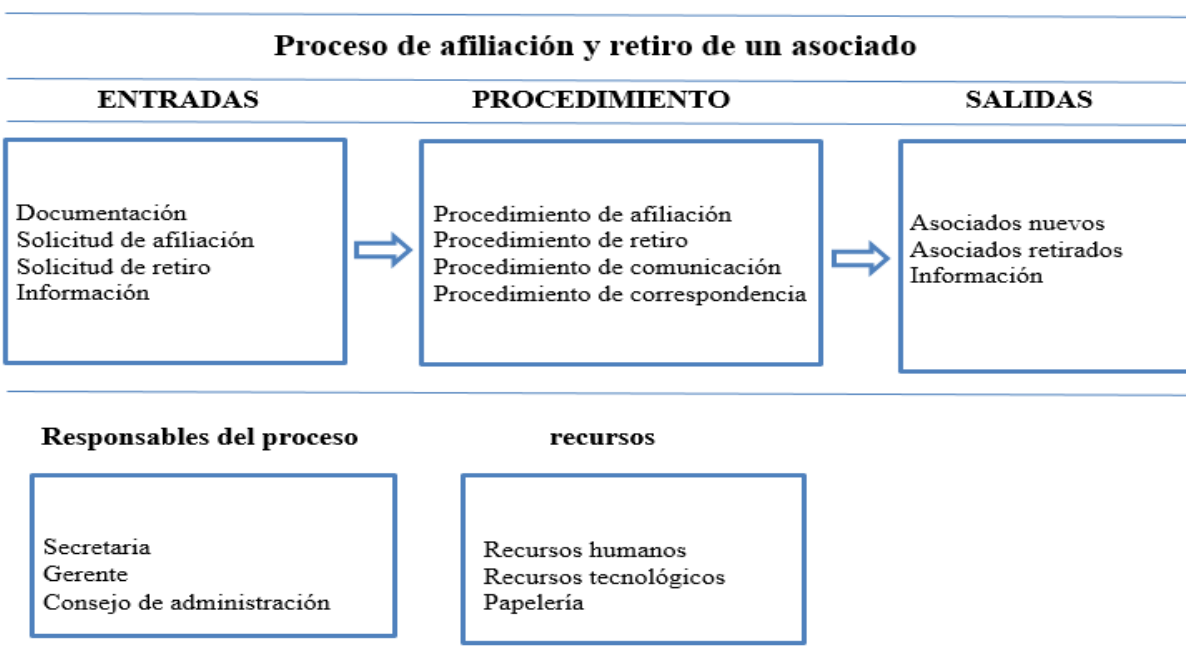 Proceso de afiliación y retiro de un asociado
ENTRADAS
PROCEDIMIENTO
SALIDAS
Documentación
Solicitud de afiliación
Solicitud de retiro
Información
Procedimiento de afiliación
Procedimiento de retiro
Procedimiento de comunicación
Procedimiento de correspondencia
Asociados nuevos
Asociados retirados
Información
Responsables del proceso
Secretaria
Gerente
Consejo de administración
recursos
Recursos humanos
Recursos tecnológicos
Papelería